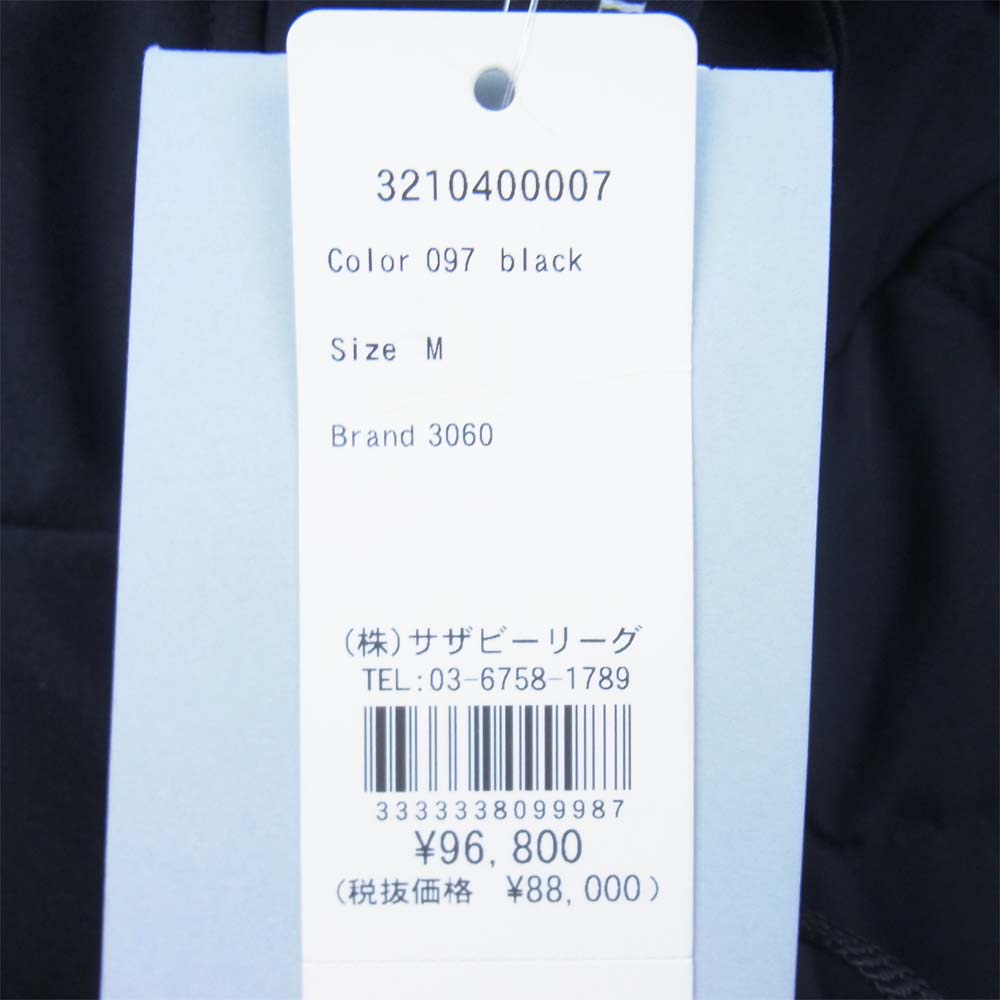 3210400007
Color 097 black
Size M
Brand 3060
(株)サザビーリーグ
TEL:03-6758-1789
3333338099987
¥96,800
(税抜価格 ¥88,000)